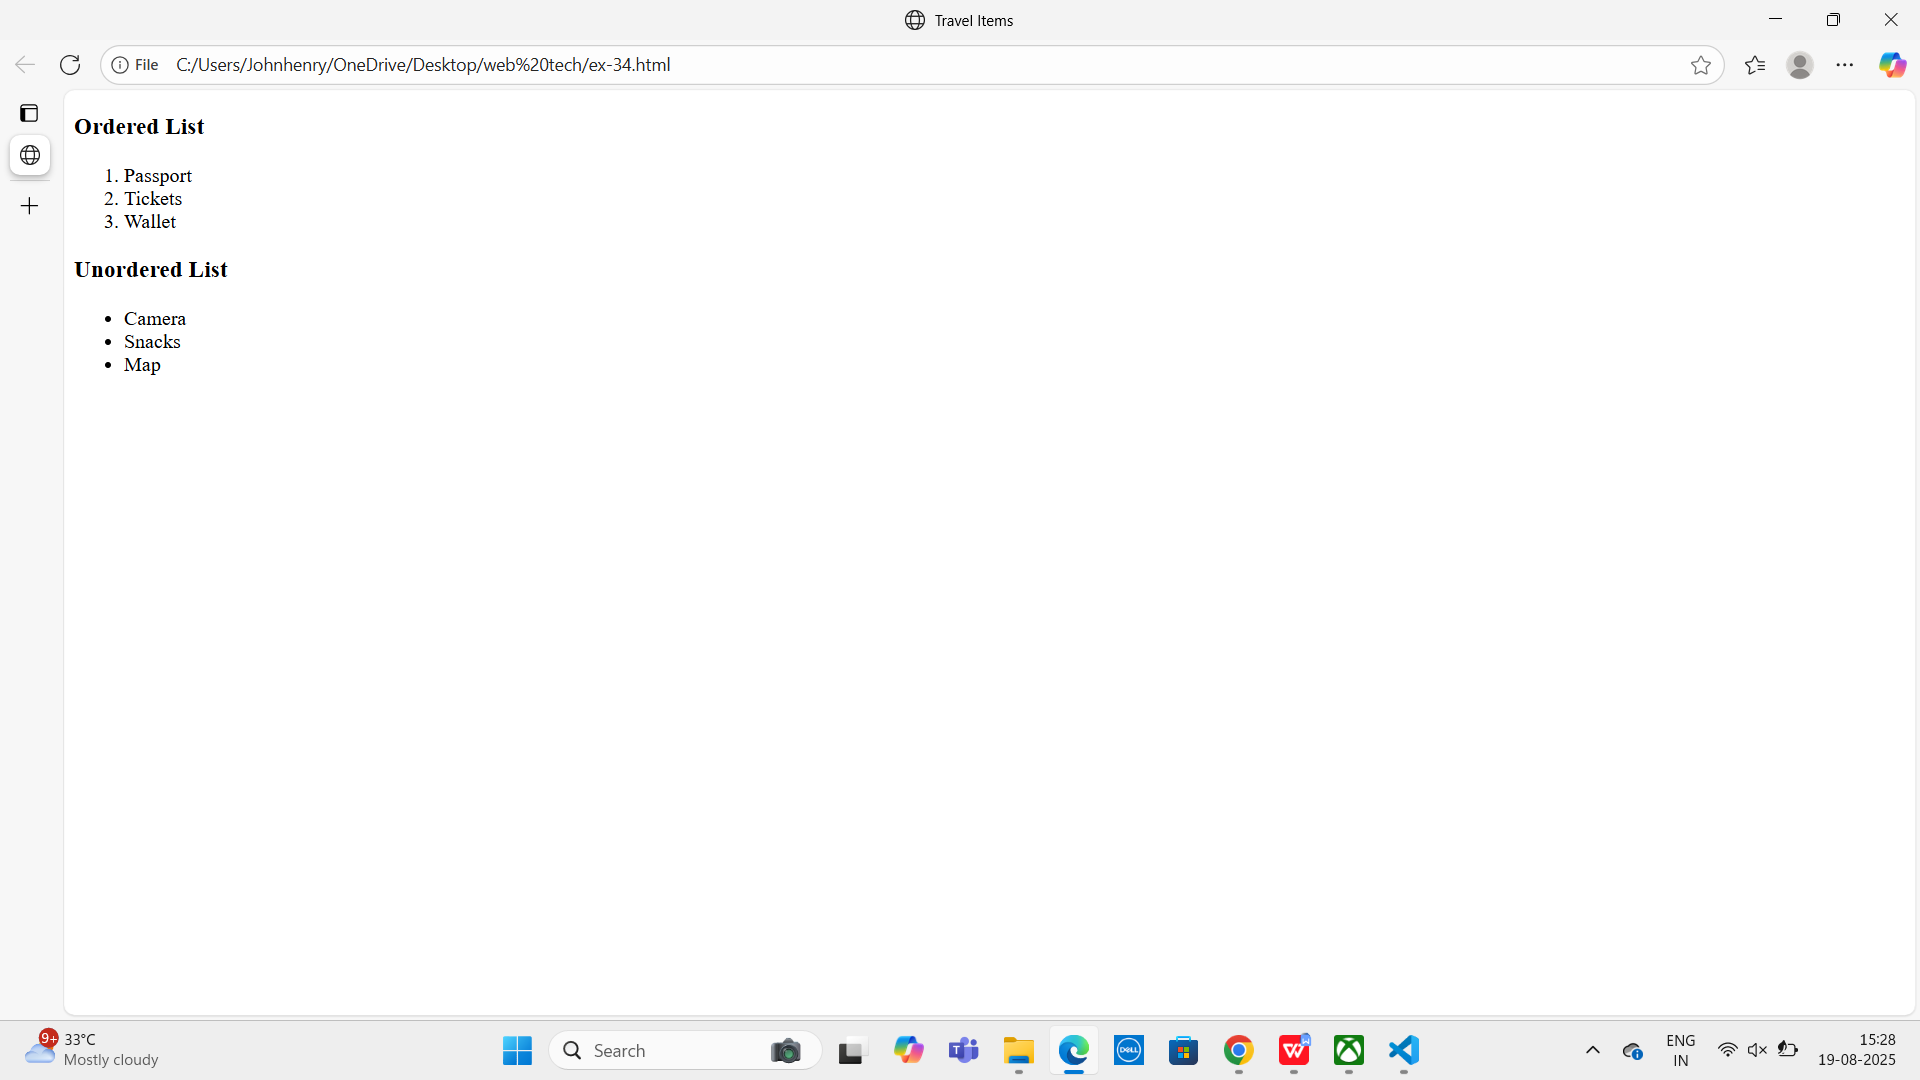 Travel Items
File C:/Users/Johnhenry/OneDrive/Desktop/web%20tech/ex-34.html
Ordered List
1. Passport
2. Tickets
3. Wallet
Unordered List
• Camera
• Snacks
• Map
9+
33°C
Mostly cloudy
Search
T
DELL
W
W
ENG
IN
15:28
19-08-2025